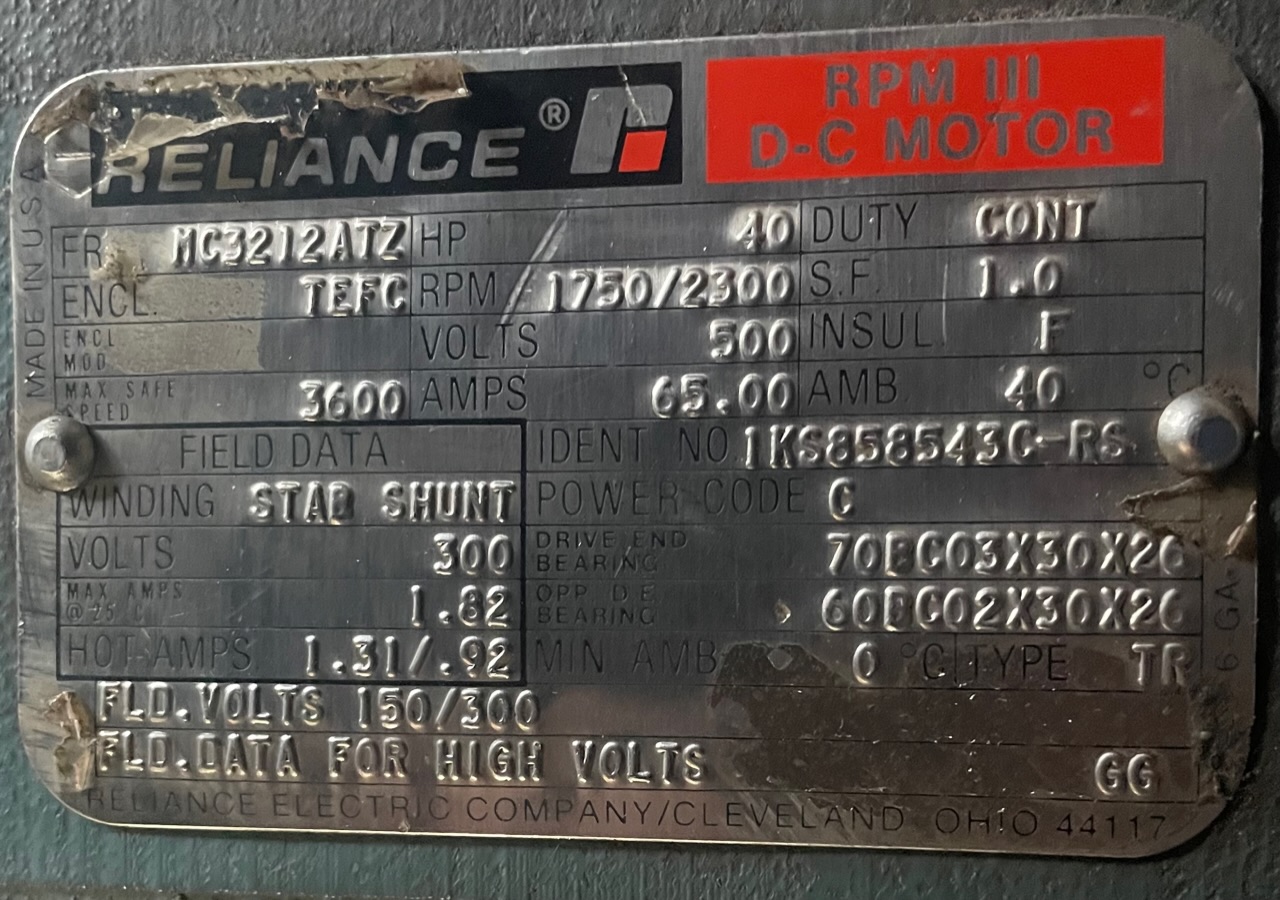 RELIANCE ®
RPM III
D-C MOTOR
MADE IN U S A
FR. MC3212ATZ HP 40 DUTY CONT
ENCL. TEFC RPM 1750/2300 S.F. 1.0
ENCL MOD VOLTS 500 INSUL F
MAX SAFE SPEED 3600 AMPS 65.00 AMB 40 °C
FIELD DATA IDENT NO. 1KS858543C-RS
WINDING STAB SHUNT POWER CODE C
VOLTS 300 DRIVE END BEARING 70BC03X30X26
MAX AMPS @ 25 C 1.82 OPP D E BEARING 60BC02X30X26
HOT AMPS 1.31/.92 MIN AMB 0 °C TYPE TR
FLD.VOLTS 150/300
FLD.DATA FOR HIGH VOLTS GG
RELIANCE ELECTRIC COMPANY/CLEVELAND OHIO 44117